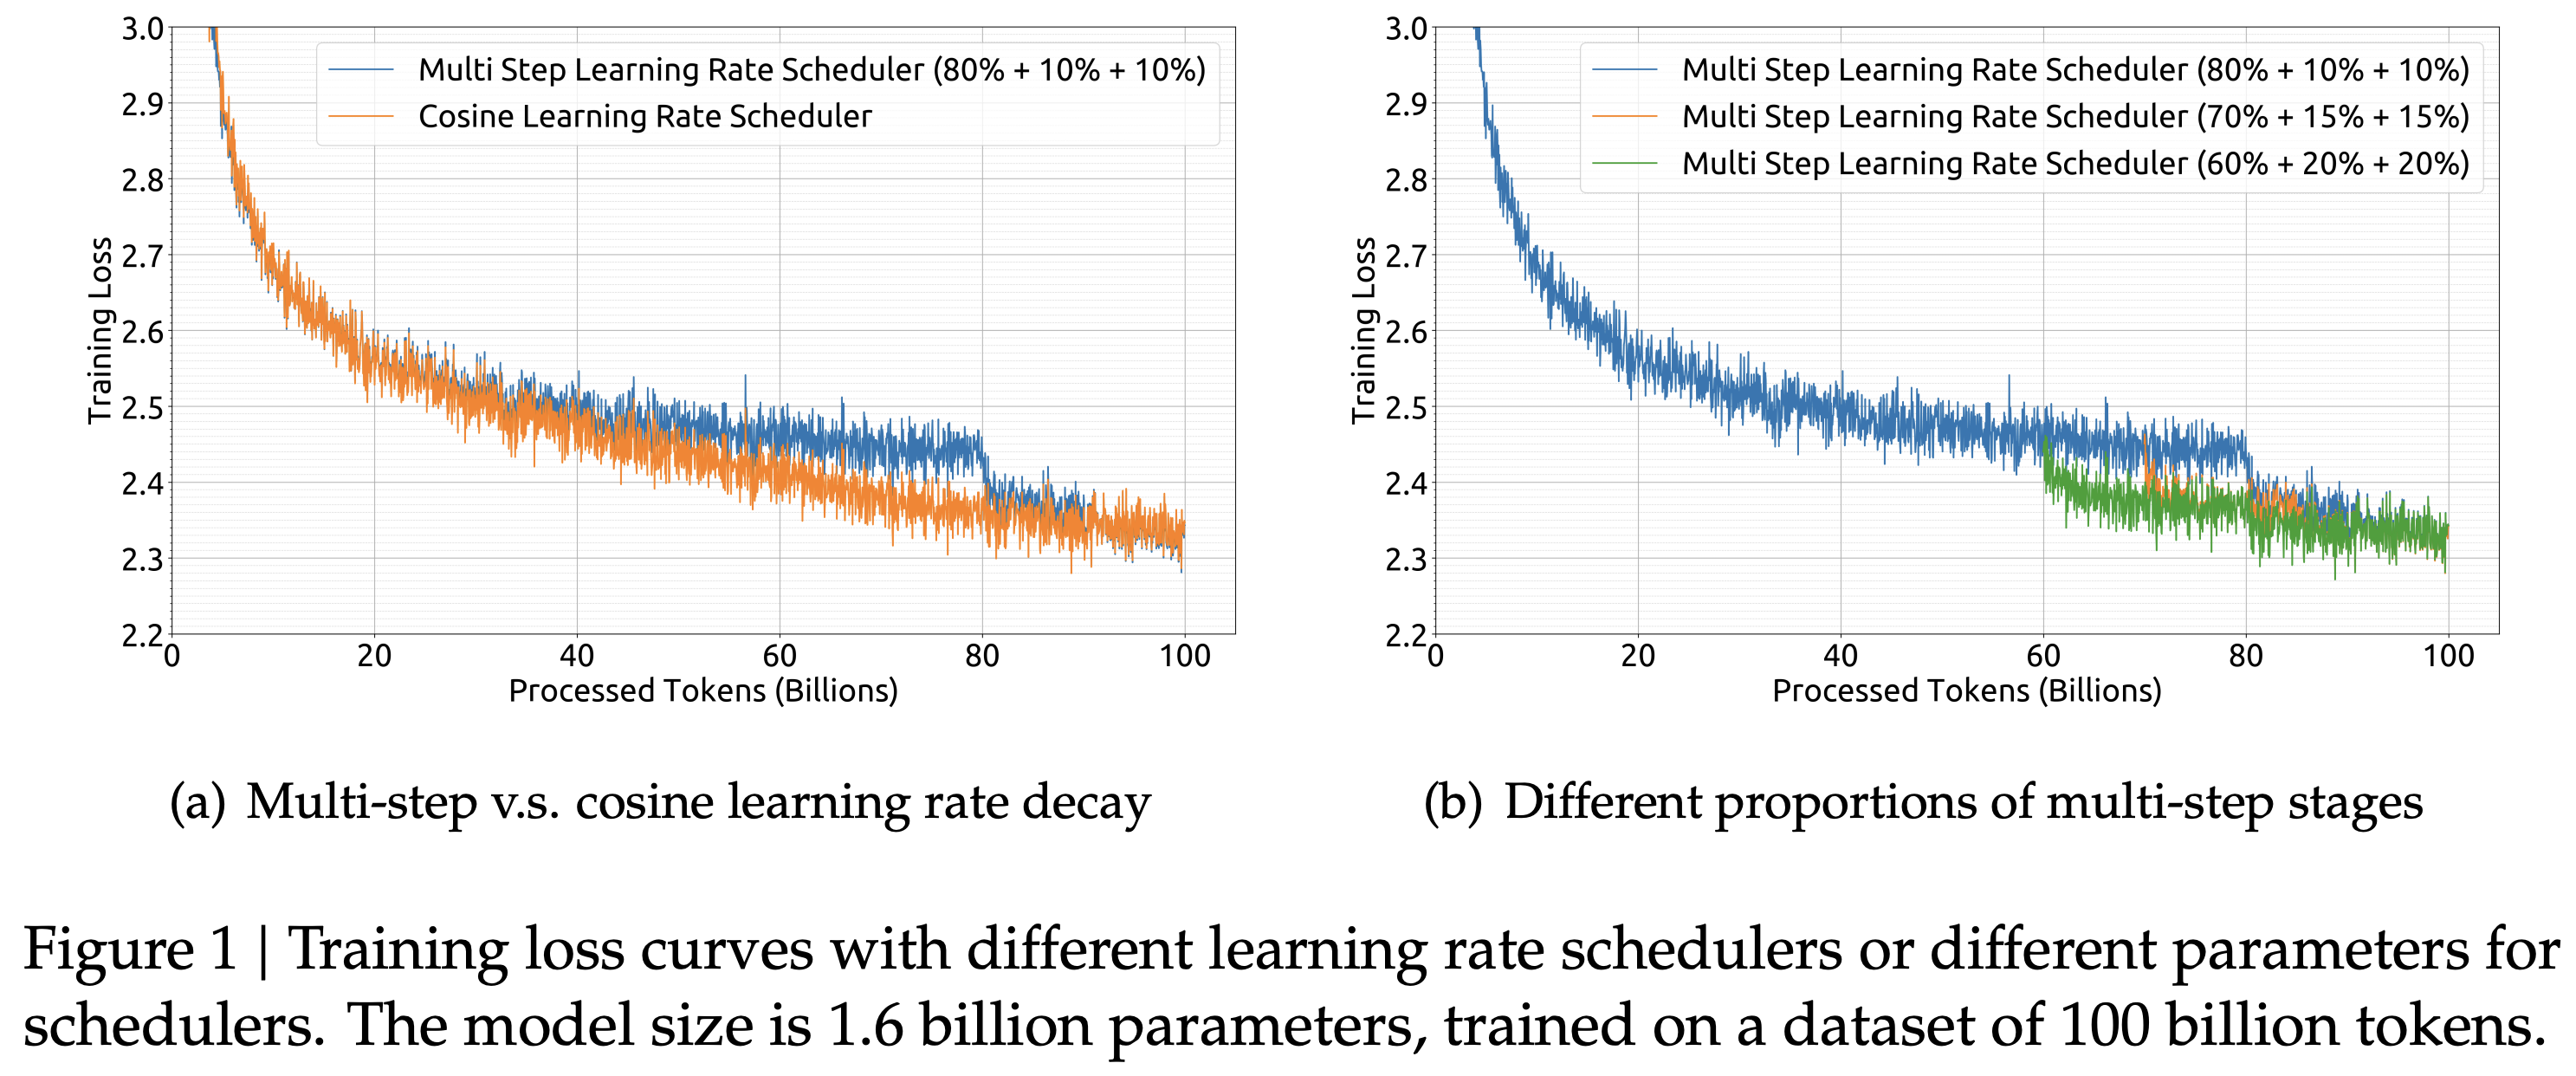 3.0
2.9
2.8
2.7
2.6
2.5
2.4
2.3
2.2
Training Loss
Multi Step Learning Rate Scheduler (80% + 10% + 10%)
Cosine Learning Rate Scheduler
0 20 40 60 80 100
Processed Tokens (Billions)
(a) Multi-step v.s. cosine learning rate decay
3.0
2.9
2.8
2.7
2.6
2.5
2.4
2.3
2.2
Training Loss
Multi Step Learning Rate Scheduler (80% + 10% + 10%)
Multi Step Learning Rate Scheduler (70% + 15% + 15%)
Multi Step Learning Rate Scheduler (60% + 20% + 20%)
0 20 40 60 80 100
Processed Tokens (Billions)
(b) Different proportions of multi-step stages
Figure 1 | Training loss curves with different learning rate schedulers or different parameters for
schedulers. The model size is 1.6 billion parameters, trained on a dataset of 100 billion tokens.